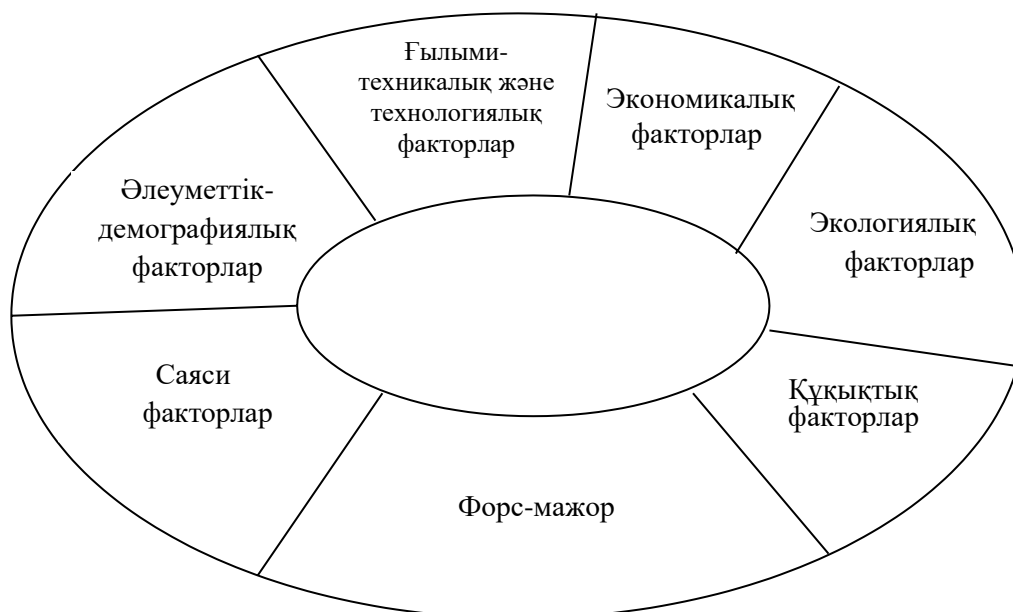 Ғылыми-
техникалық және
технологиялық
факторлар
Экономикалық
факторлар
Әлеуметтік-
демографиялық
факторлар
Экологиялық
факторлар
Саяси
факторлар
Құқықтық
факторлар
Форс-мажор